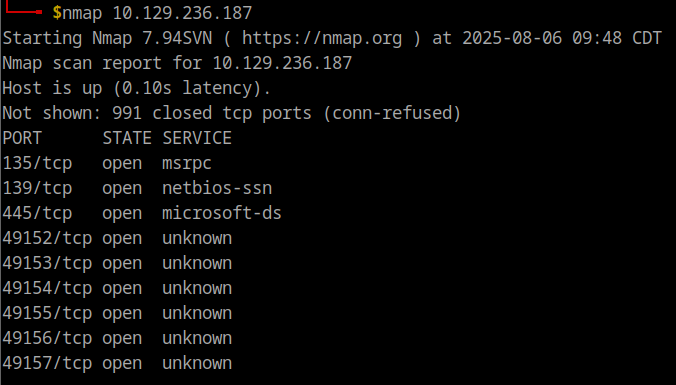 $nmap 10.129.236.187
Starting Nmap 7.94SVN ( https://nmap.org ) at 2025-08-06 09:48 CDT
Nmap scan report for 10.129.236.187
Host is up (0.10s latency).
Not shown: 991 closed tcp ports (conn-refused)
PORT      STATE SERVICE
135/tcp   open  msrpc
139/tcp   open  netbios-ssn
445/tcp   open  microsoft-ds
49152/tcp open  unknown
49153/tcp open  unknown
49154/tcp open  unknown
49155/tcp open  unknown
49156/tcp open  unknown
49157/tcp open  unknown